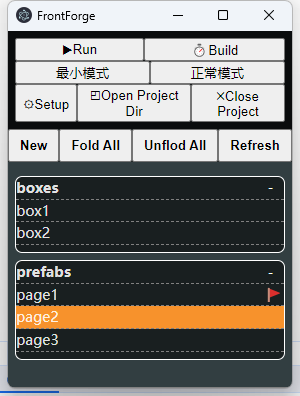 FrontForge
▶Run
⏱Build
最小模式
正常模式
⚙Setup
◰Open Project
Dir
✕Close
Project
New
Fold All
Unflod All
Refresh
boxes -
box1
box2
prefabs -
page1
page2
page3